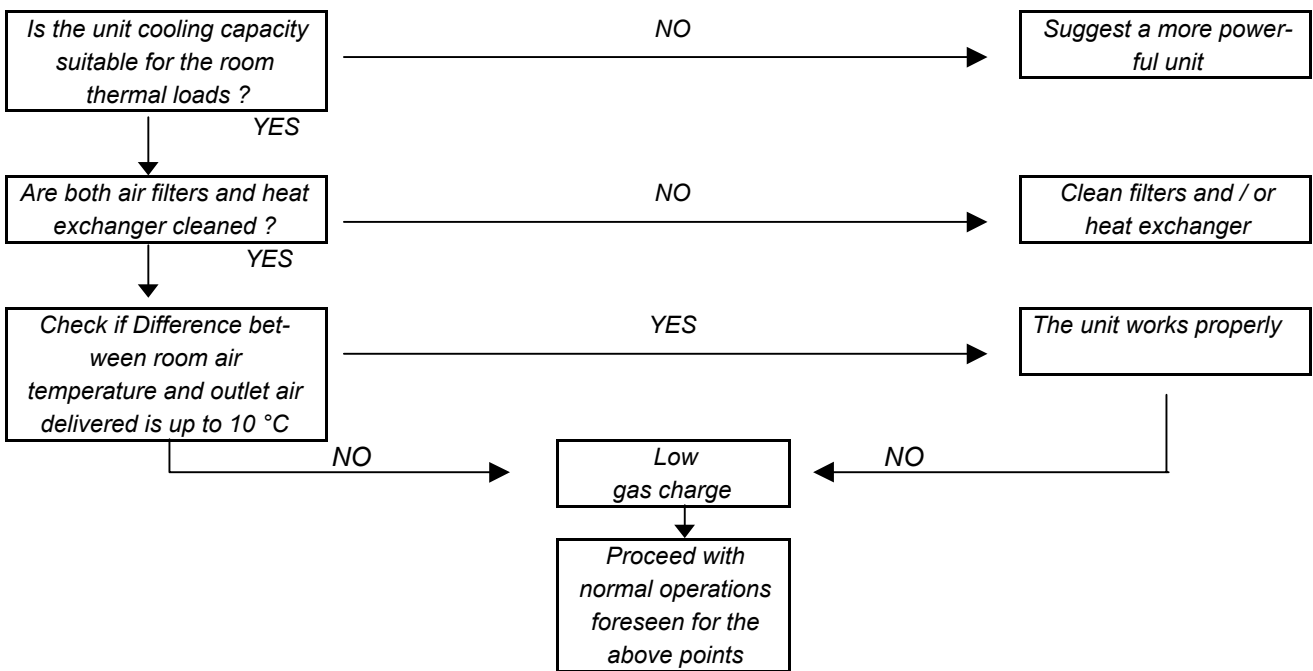 Is the unit cooling capacity
suitable for the room
thermal loads ?
NO
Suggest a more power-
ful unit
YES
Are both air filters and heat
exchanger cleaned ?
NO
Clean filters and / or
heat exchanger
YES
Check if Difference bet-
ween room air
temperature and outlet air
delivered is up to 10 °C
YES
The unit works properly
NO
Low
gas charge
NO
Proceed with
normal operations
foreseen for the
above points